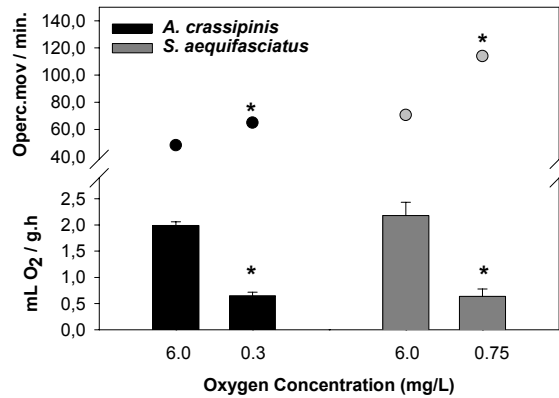 A. crassipinis
S. aequifasciatus
Operc.mov / min.
140,0
120,0
100,0
80,0
60,0
40,0
*
*
mL O2 / g.h
2,5
2,0
1,5
1,0
0,5
0,0
*
*
6.0 0.3 6.0 0.75
Oxygen Concentration (mg/L)